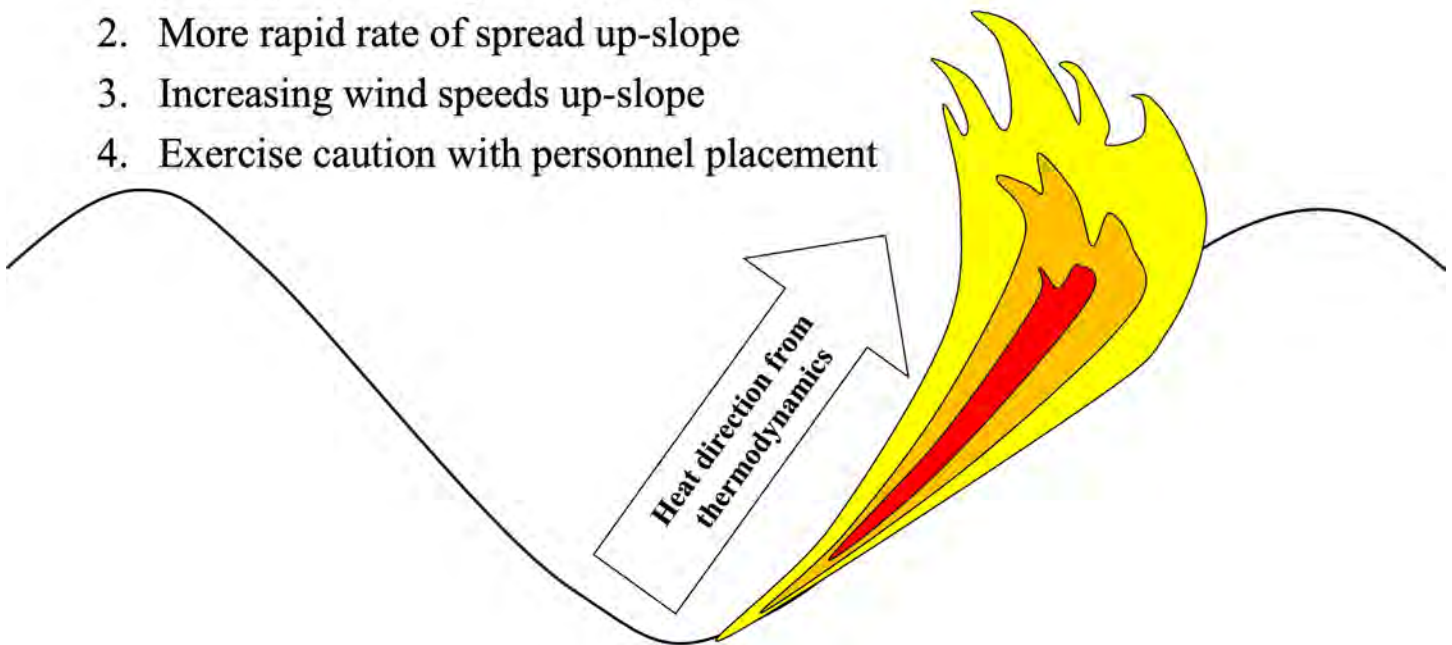 2. More rapid rate of spread up-slope
3. Increasing wind speeds up-slope
4. Exercise caution with personnel placement
Heat direction from
thermodynamics